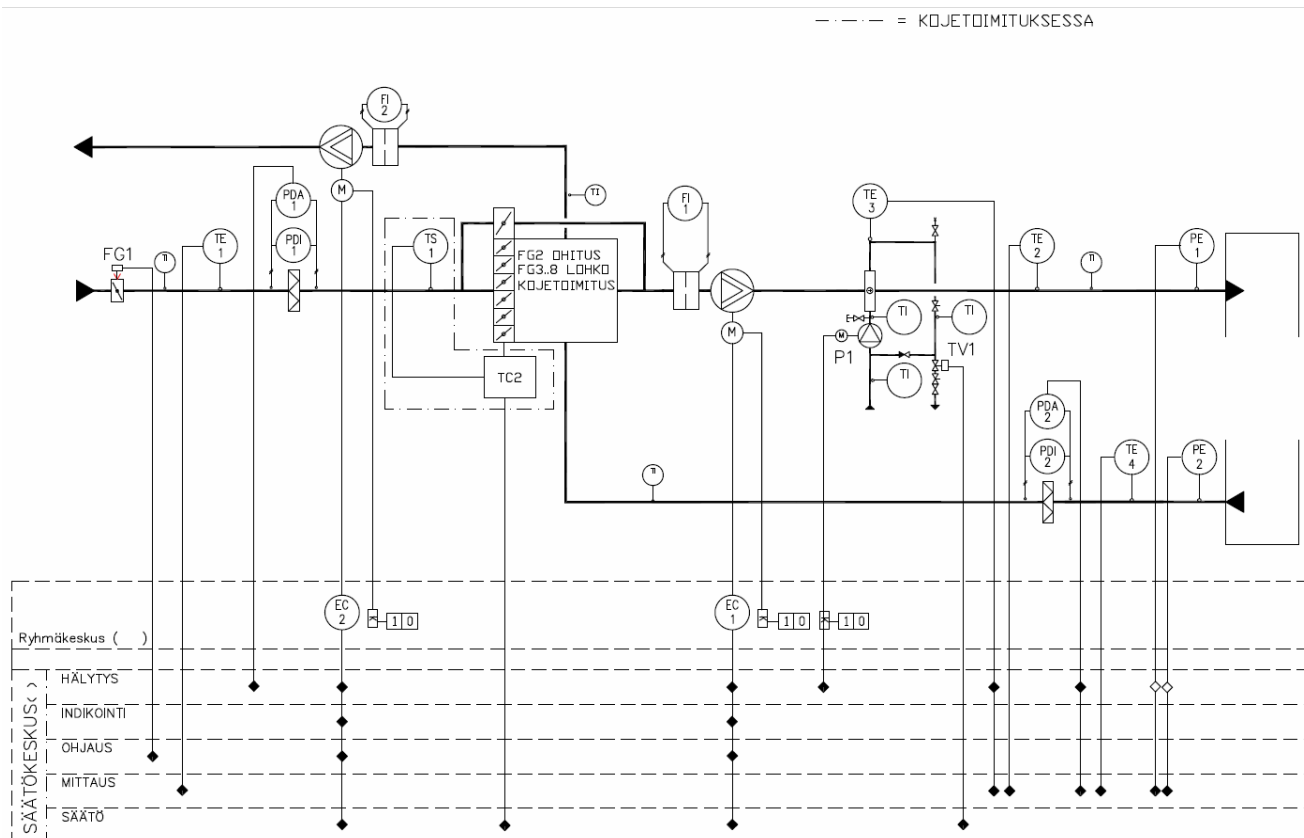 = KOJETOIMITUKSESSA
FI
2
M
PDA
1
PDI
1
TI
FG1
TI
TE
1
TS
1
FG2 OHITUS
FG3..8 LOHKO
KOJETOIMITUS
TC2
FI
1
M
TE
3
TI
TI
M
P1
TI
TV1
TE
2
TI
PE
1
PDA
2
PDI
2
TE
4
PE
2
TI
EC
2
1 0
EC
1
1 0
1 0
Ryhmäkeskus (    )
SÄÄTÖKESKUS< >
HÄLYTYS
INDIKOINTI
OHJAUS
MITTAUS
SÄÄTÖ